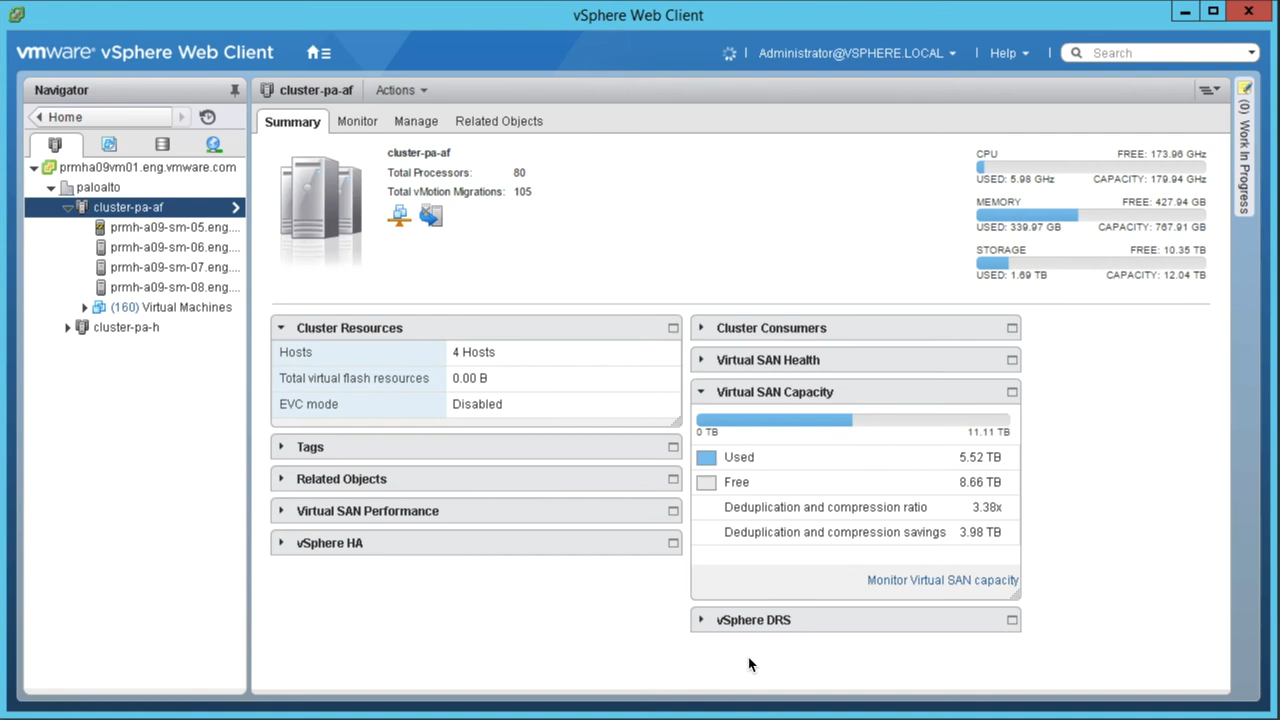 vSphere Web Client
vmware® vSphere Web Client
Administrator@VSPHERE.LOCAL
Help
Search
Navigator
Home
prmha09vm01.eng.vmware.com
paloalto
cluster-pa-af
prmh-a09-sm-05.eng....
prmh-a09-sm-06.eng....
prmh-a09-sm-07.eng....
prmh-a09-sm-08.eng....
(160) Virtual Machines
cluster-pa-h
cluster-pa-af
Actions
Summary
Monitor
Manage
Related Objects
cluster-pa-af
Total Processors: 80
Total vMotion Migrations: 105
CPU FREE: 173.96 GHz
USED: 5.98 GHz CAPACITY: 179.94 GHz
MEMORY FREE: 427.94 GB
USED: 339.97 GB CAPACITY: 767.91 GB
STORAGE FREE: 10.35 TB
USED: 1.69 TB CAPACITY: 12.04 TB
Cluster Resources
Hosts 4 Hosts
Total virtual flash resources 0.00 B
EVC mode Disabled
Tags
Related Objects
Virtual SAN Performance
vSphere HA
Cluster Consumers
Virtual SAN Health
Virtual SAN Capacity
0 TB 11.11 TB
Used 5.52 TB
Free 8.66 TB
Deduplication and compression ratio 3.38x
Deduplication and compression savings 3.98 TB
Monitor Virtual SAN capacity
vSphere DRS
(0) Work In Progress